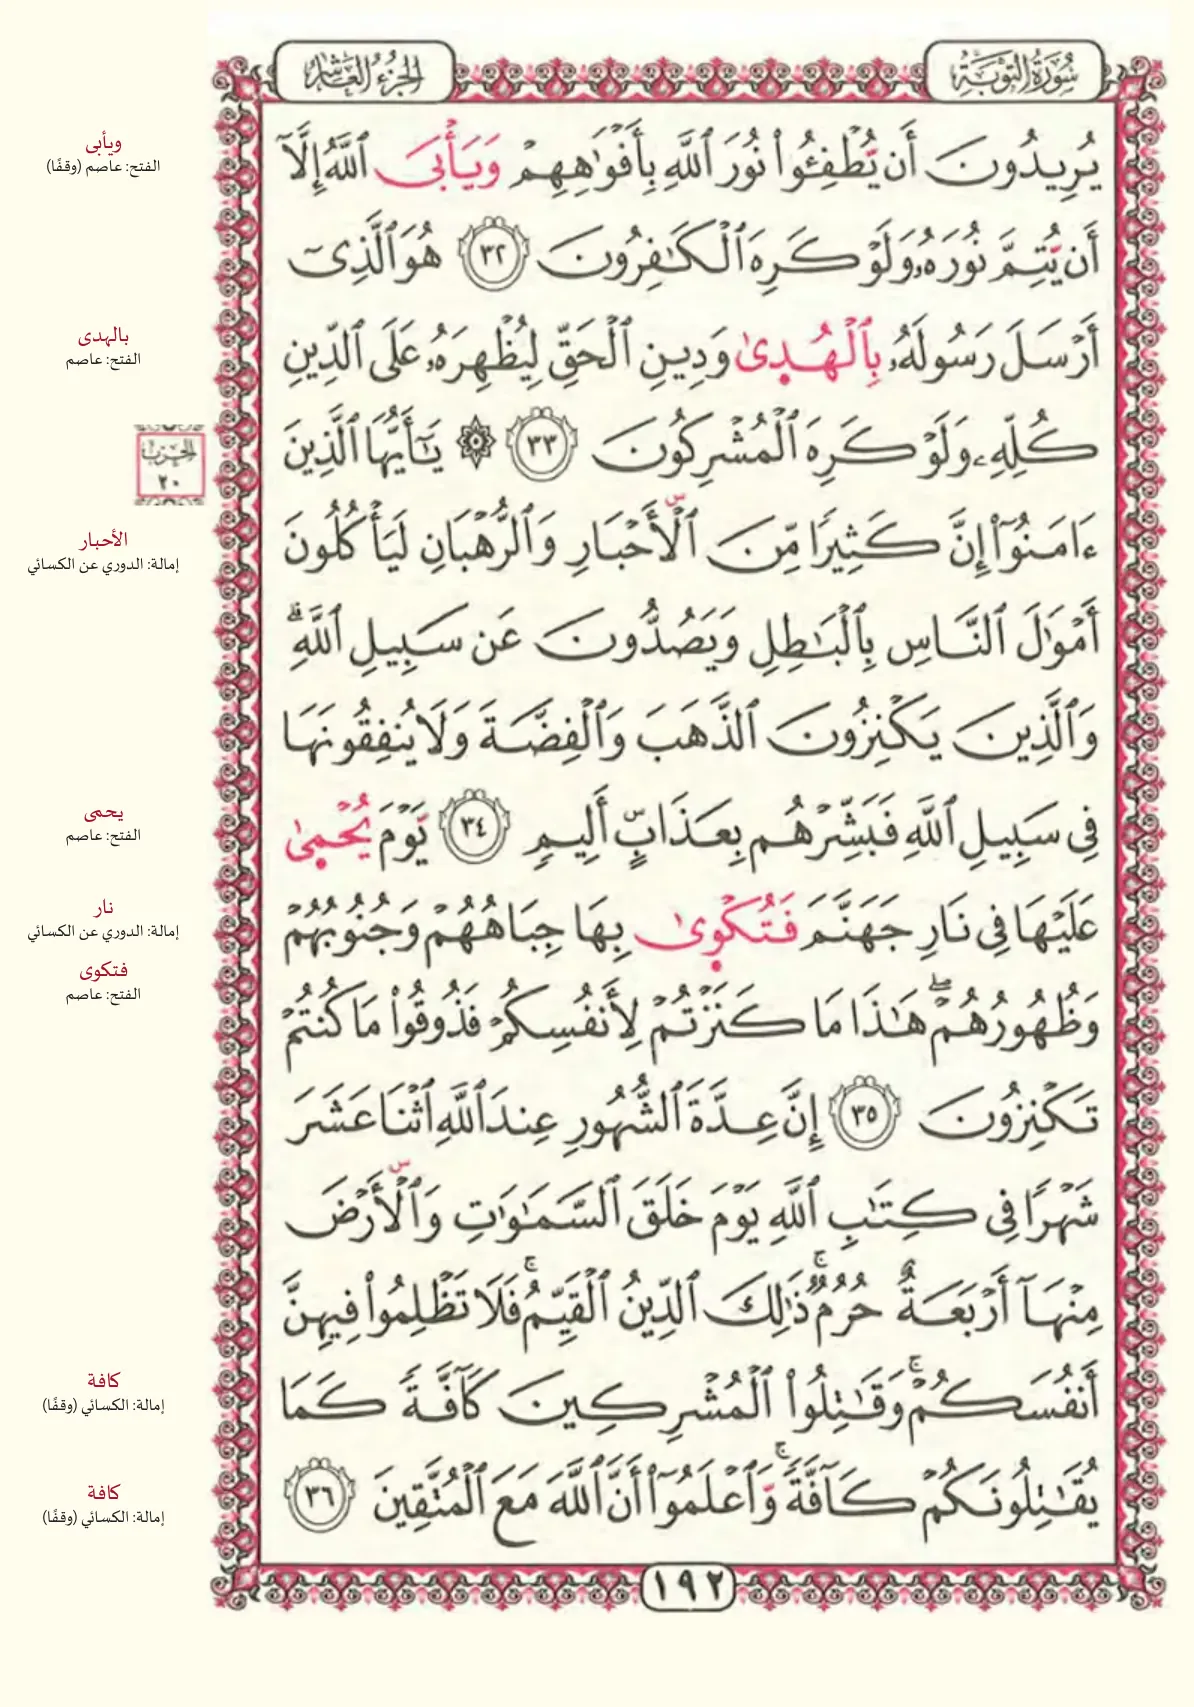 سُورَةُ التَّوْبَةِ
الجُزْءُ العَاشِرُ
يُرِيدُونَ أَن يُطْفِـُٔوا۟ نُورَ ٱللَّهِ بِأَفْوَٰهِهِمْ وَيَأْبَى ٱللَّهُ إِلَّآ
أَن يُتِمَّ نُورَهُۥ وَلَوْ كَرِهَ ٱلْكَٰفِرُونَ ٣٢ هُوَ ٱلَّذِىٓ
أَرْسَلَ رَسُولَهُۥ بِٱلْهُدِىٰ وَدِينِ ٱلْحَقِّ لِيُظْهِرَهُۥ عَلَى ٱلدِّينِ
كُلِّهِۦ وَلَوْ كَرِهَ ٱلْمُشْرِكُونَ ٣٣ ۞ يَٰٓأَيُّهَا ٱلَّذِينَ
ءَامَنُوٓا۟ إِنَّ كَثِيرًا مِّنَ ٱلْأَحْبَارِ وَٱلرُّهْبَانِ لَيَأْكُلُونَ
أَمْوَٰلَ ٱلنَّاسِ بِٱلْبَٰطِلِ وَيَصُدُّونَ عَن سَبِيلِ ٱللَّهِ ۗ
وَٱلَّذِينَ يَكْنِزُونَ ٱلذَّهَبَ وَٱلْفِضَّةَ وَلَا يُنفِقُونَهَا
فِى سَبِيلِ ٱللَّهِ فَبَشِّرْهُم بِعَذَابٍ أَلِيمٍ ٣٤ يَوْمَ يُحْمِىٰ
عَلَيْهَا فِى نَارِ جَهَنَّمَ فَتُكْوِىٰ بِهَا جِبَاهُهُمْ وَجُنُوبُهُمْ
وَظُهُورُهُمْ ۖ هَٰذَا مَا كَنَزْتُمْ لِأَنفُسِكُمْ فَذُوقُوا۟ مَا كُنتُمْ
تَكْنِزُونَ ٣٥ إِنَّ عِدَّةَ ٱلشُّهُورِ عِندَ ٱللَّهِ ٱثْنَا عَشَرَ
شَهْرًا فِى كِتَٰبِ ٱللَّهِ يَوْمَ خَلَقَ ٱلسَّمَٰوَٰتِ وَٱلْأَرْضَ
مِنْهَآ أَرْبَعَةٌ حُرُمٌ ۚ ذَٰلِكَ ٱلدِّينُ ٱلْقَيِّمُ ۚ فَلَا تَظْلِمُوا۟ فِيهِنَّ
أَنفُسَكُمْ ۚ وَقَٰتِلُوا۟ ٱلْمُشْرِكِينَ كَآفَّةً كَمَا
يُقَٰتِلُونَكُمْ كَآفَّةً ۚ وَٱعْلَمُوٓا۟ أَنَّ ٱللَّهَ مَعَ ٱلْمُتَّقِينَ ٣٦
١٩٢
ويأبى
الفتح: عاصم (وقفًا)
بالهدى
الفتح: عاصم
الحزب
٢٠
الأحبار
إمالة: الدوري عن الكسائي
يحمى
الفتح: عاصم
نار
إمالة: الدوري عن الكسائي
فتكوى
الفتح: عاصم
كافة
إمالة: الكسائي (وقفًا)
كافة
إمالة: الكسائي (وقفًا)